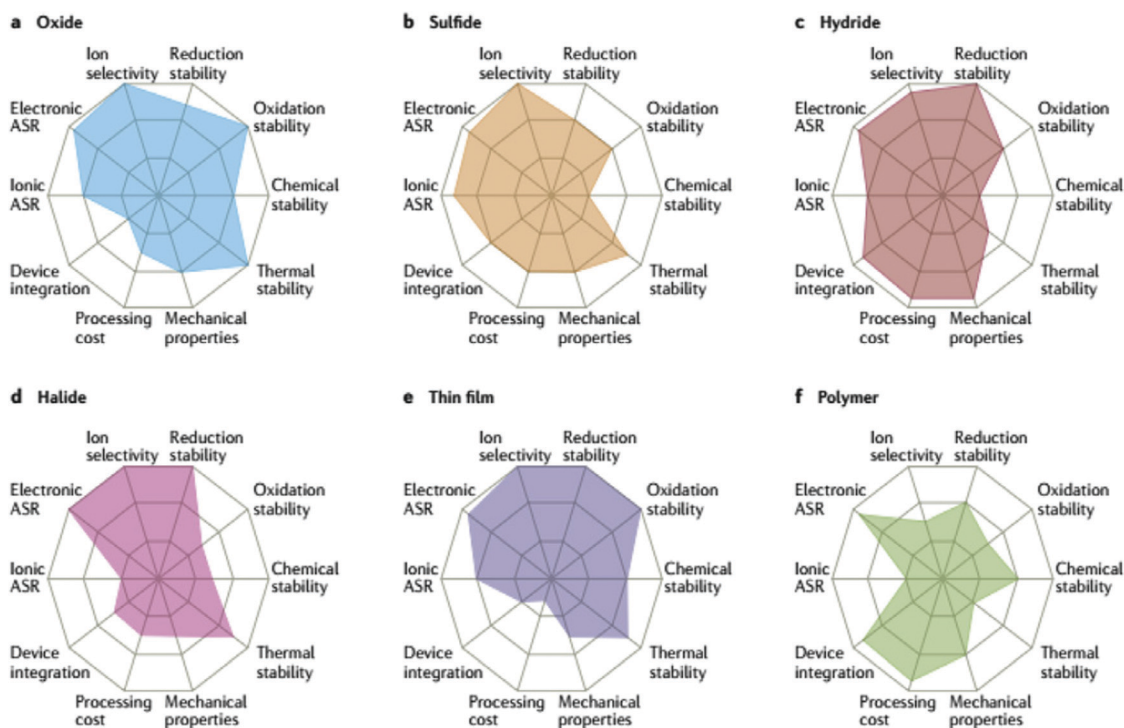 a Oxide
Ion
selectivity
Reduction
stability
Electronic
ASR
Oxidation
stability
Ionic
ASR
Chemical
stability
Device
integration
Thermal
stability
Processing
cost
Mechanical
properties
b Sulfide
Ion
selectivity
Reduction
stability
Electronic
ASR
Oxidation
stability
Ionic
ASR
Chemical
stability
Device
integration
Thermal
stability
Processing
cost
Mechanical
properties
c Hydride
Ion
selectivity
Reduction
stability
Electronic
ASR
Oxidation
stability
Ionic
ASR
Chemical
stability
Device
integration
Thermal
stability
Processing
cost
Mechanical
properties
d Halide
Ion
selectivity
Reduction
stability
Electronic
ASR
Oxidation
stability
Ionic
ASR
Chemical
stability
Device
integration
Thermal
stability
Processing
cost
Mechanical
properties
e Thin film
Ion
selectivity
Reduction
stability
Electronic
ASR
Oxidation
stability
Ionic
ASR
Chemical
stability
Device
integration
Thermal
stability
Processing
cost
Mechanical
properties
f Polymer
Ion
selectivity
Reduction
stability
Electronic
ASR
Oxidation
stability
Ionic
ASR
Chemical
stability
Device
integration
Thermal
stability
Processing
cost
Mechanical
properties